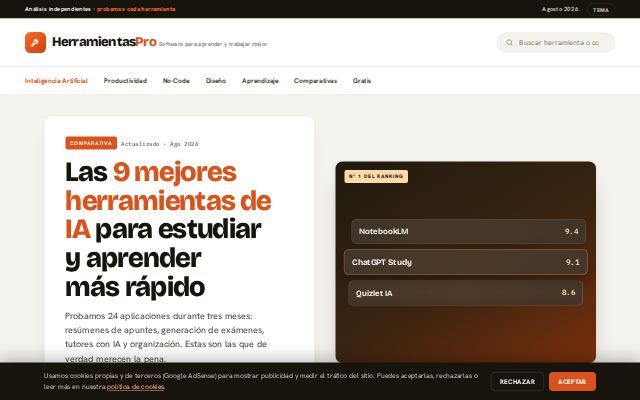 Análisis independientes · probamos cada herramienta
Agosto 2026
TEMA
HerramientasPro Software para aprender y trabajar mejor
Buscar herramienta o cc
Inteligencia Artificial
Productividad
No-Code
Diseño
Aprendizaje
Comparativas
Gratis
COMPARATIVA Actualizado · Ago 2026
Las 9 mejores
herramientas de
IA para estudiar
y aprender
más rápido
Probamos 24 aplicaciones durante tres meses:
resúmenes de apuntes, generación de exámenes,
tutores con IA y organización. Estas son las que de
verdad merecen la pena.
Nº 1 DEL RANKING
NotebookLM 9.4
ChatGPT Study 9.1
Quizlet IA 8.6
Usamos cookies propias y de terceros (Google AdSense) para mostrar publicidad y medir el tráfico del sitio. Puedes aceptarlas, rechazarlas o
leer más en nuestra política de cookies.
RECHAZAR
ACEPTAR